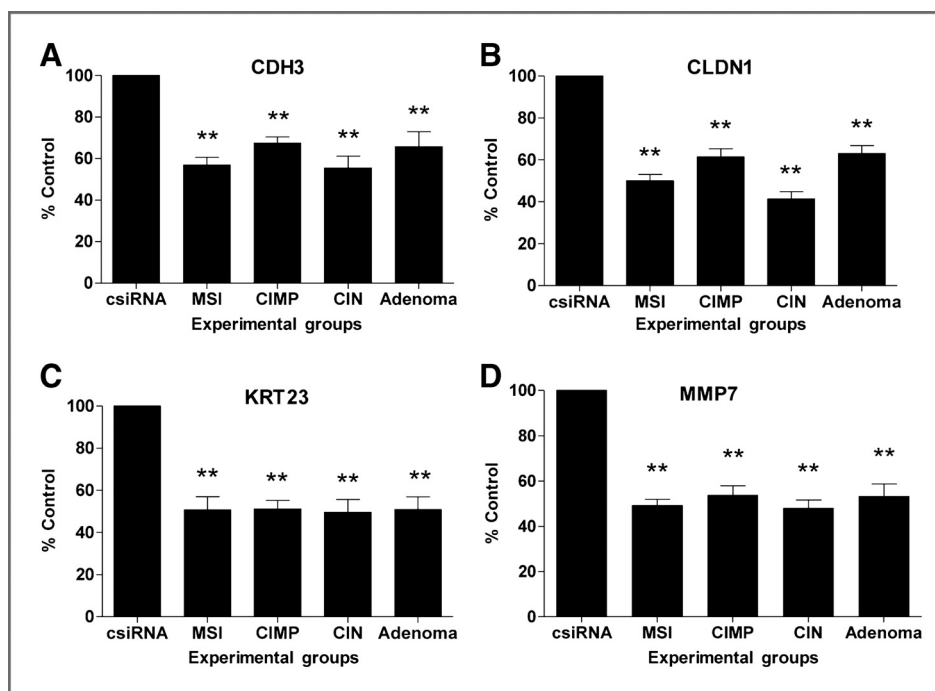 A
CDH3
% Control
100
80
60
40
20
0
**
**
**
**
csiRNA MSI CIMP CIN Adenoma
Experimental groups
B
CLDN1
% Control
100
80
60
40
20
0
**
**
**
**
csiRNA MSI CIMP CIN Adenoma
Experimental groups
C
KRT23
% Control
100
80
60
40
20
0
**
**
**
**
csiRNA MSI CIMP CIN Adenoma
Experimental groups
D
MMP7
% Control
100
80
60
40
20
0
**
**
**
**
csiRNA MSI CIMP CIN Adenoma
Experimental groups